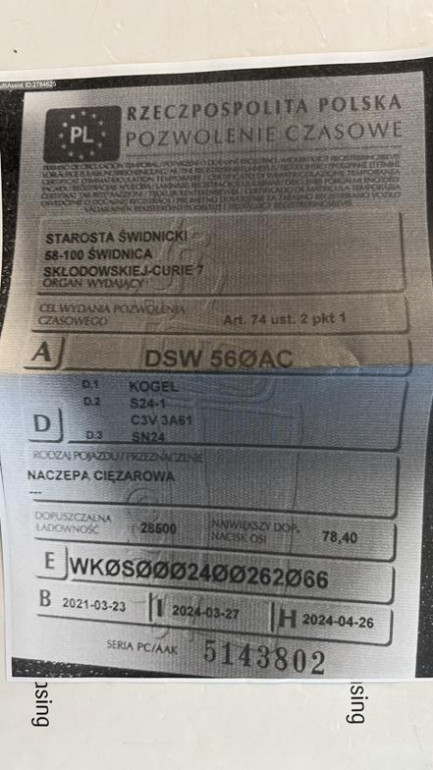 PL
RZECZPOSPOLITA POLSKA
POZWOLENIE CZASOWE
STAROSTA ŚWIDNICKI
58-100 ŚWIDNICA
SKŁODOWSKIEJ-CURIE 7
ORGAN WYDAJĄCY
CEL WYDANIA POZWOLENIA
CZASOWEGO
Art. 74 ust. 2 pkt 1
A DSW 56ØAC
D
D.1 KOGEL
D.2 S24-1
C3V 3A61
D.3 SN24
RODZAJ POJAZDU / PRZEZNACZENIE
NACZEPA CIĘŻAROWA
---
DOPUSZCZALNA
ŁADOWNOŚĆ 28500 NAJWIĘKSZY DOP.
NACISK OSI 78,40
E WKØSØØØ24ØØ262Ø66
B 2021-03-23 I 2024-03-27 H 2024-04-26
SERIA PC/AAK 5143802
using
using